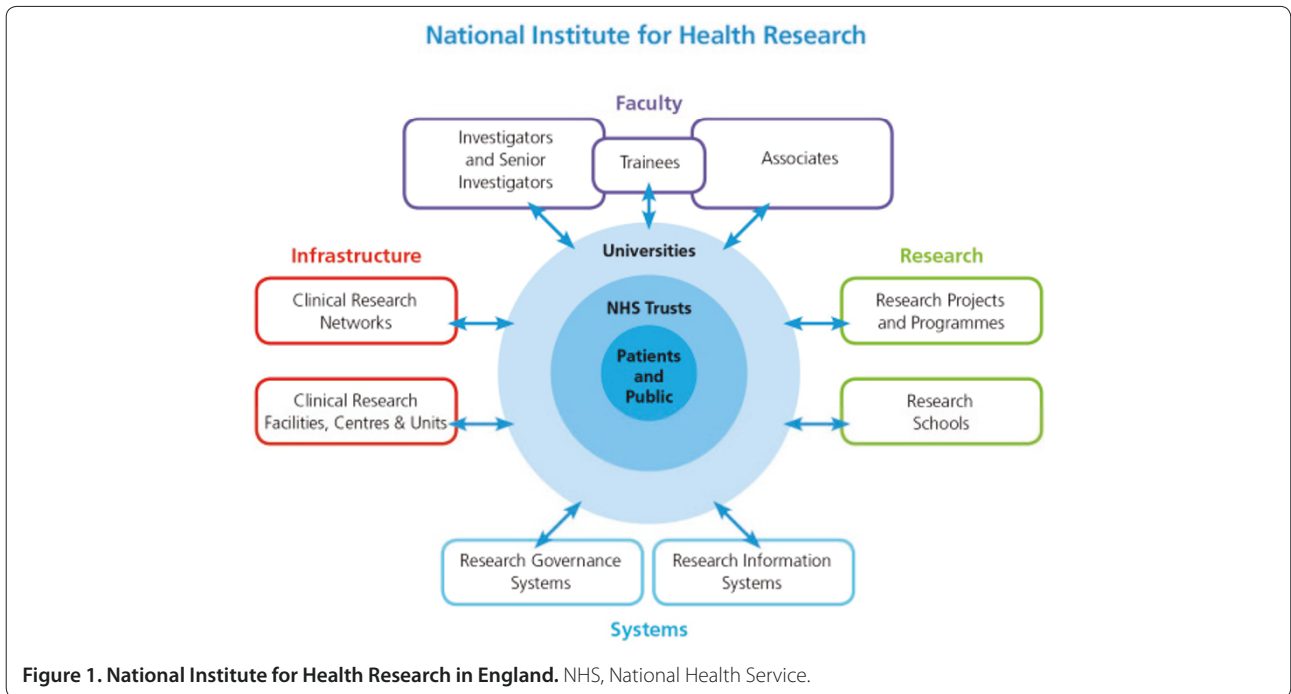 National Institute for Health Research
Faculty
Investigators
and Senior
Investigators
Trainees
Associates
Infrastructure
Clinical Research
Networks
Clinical Research
Facilities, Centres & Units
Universities
NHS Trusts
Patients
and
Public
Research
Research Projects
and Programmes
Research
Schools
Research Governance
Systems
Research Information
Systems
Systems
Figure 1. National Institute for Health Research in England. NHS, National Health Service.